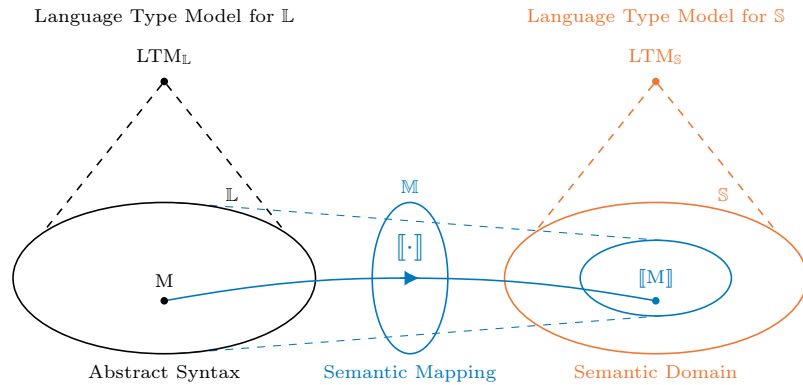 Language Type Model for 𝕃
Language Type Model for 𝕊
LTM𝕃
LTM𝕊
𝕃
𝕄
𝕊
⟦·⟧
M
⟦M⟧
Abstract Syntax
Semantic Mapping
Semantic Domain